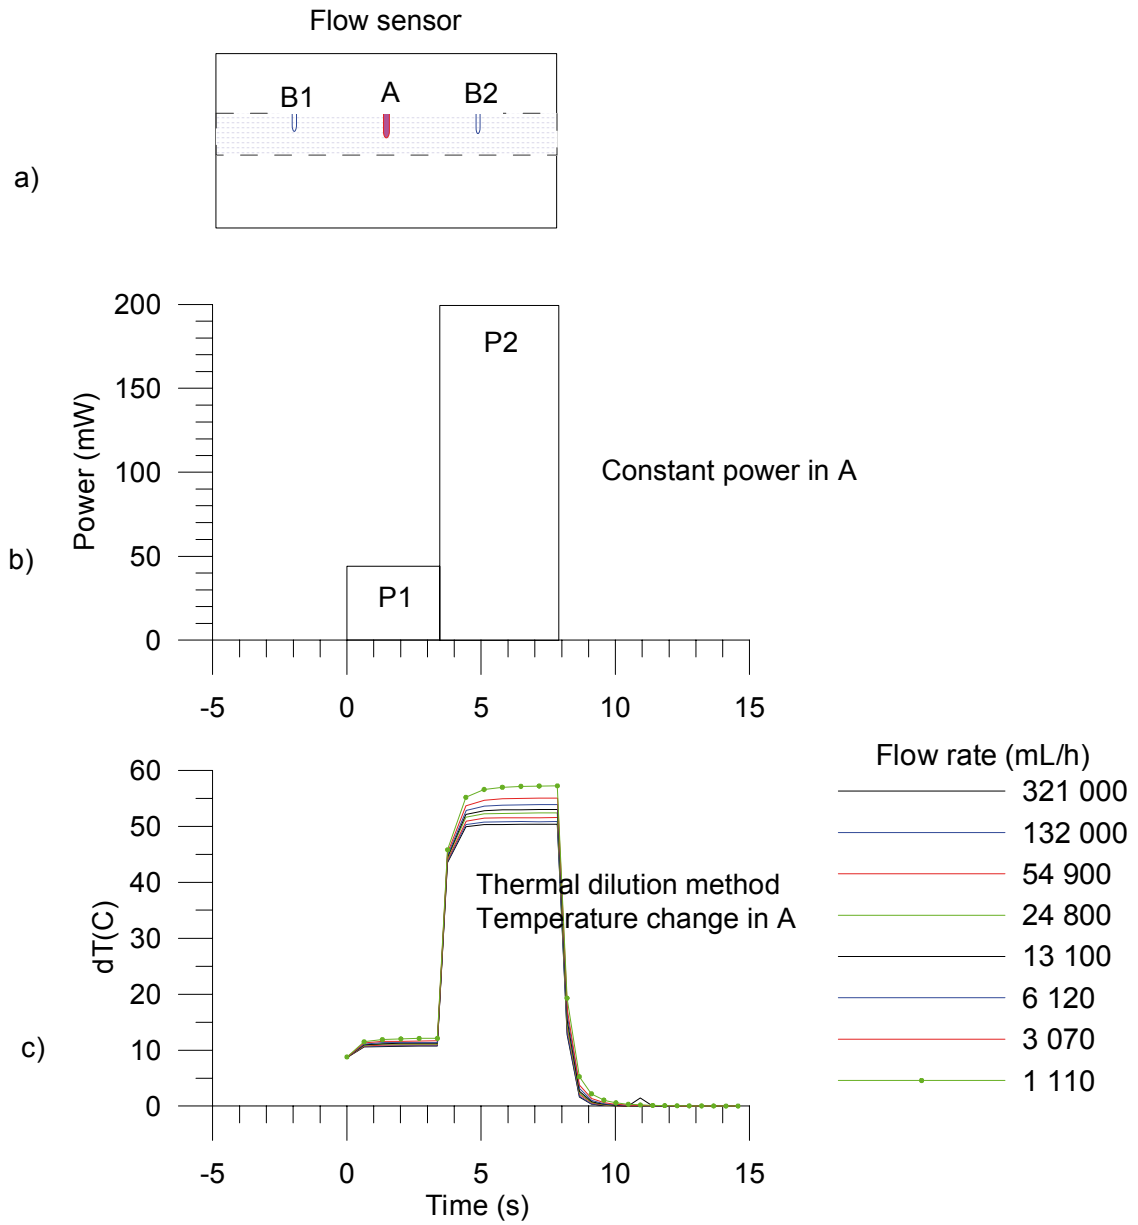 Flow sensor
B1
A
B2
a)
200
150
100
50
0
Power (mW)
P1
P2
Constant power in A
b)
-5
0
5
10
15
Flow rate (mL/h)
321 000
132 000
54 900
24 800
13 100
6 120
3 070
1 110
60
50
40
30
20
10
0
dT(C)
Thermal dilution method
Temperature change in A
c)
-5
0
5
10
15
Time (s)